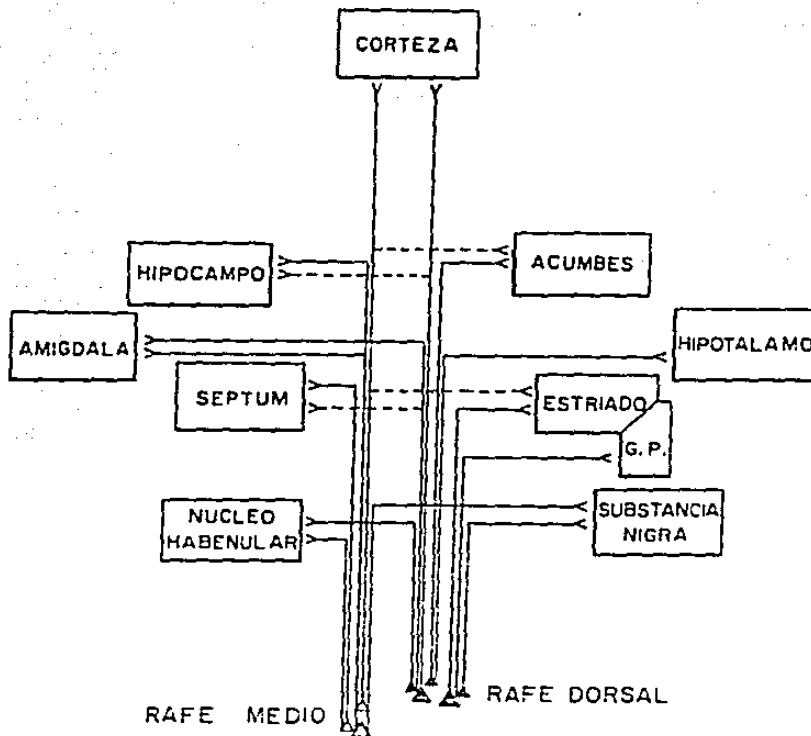 CORTEZA
HIPOCAMPO
ACUMBES
AMIGDALA
HIPOTALAMO
SEPTUM
ESTRIADO
G. P.
NUCLEO
HABENULAR
SUBSTANCIA
NIGRA
RAFE MEDIO
RAFE DORSAL